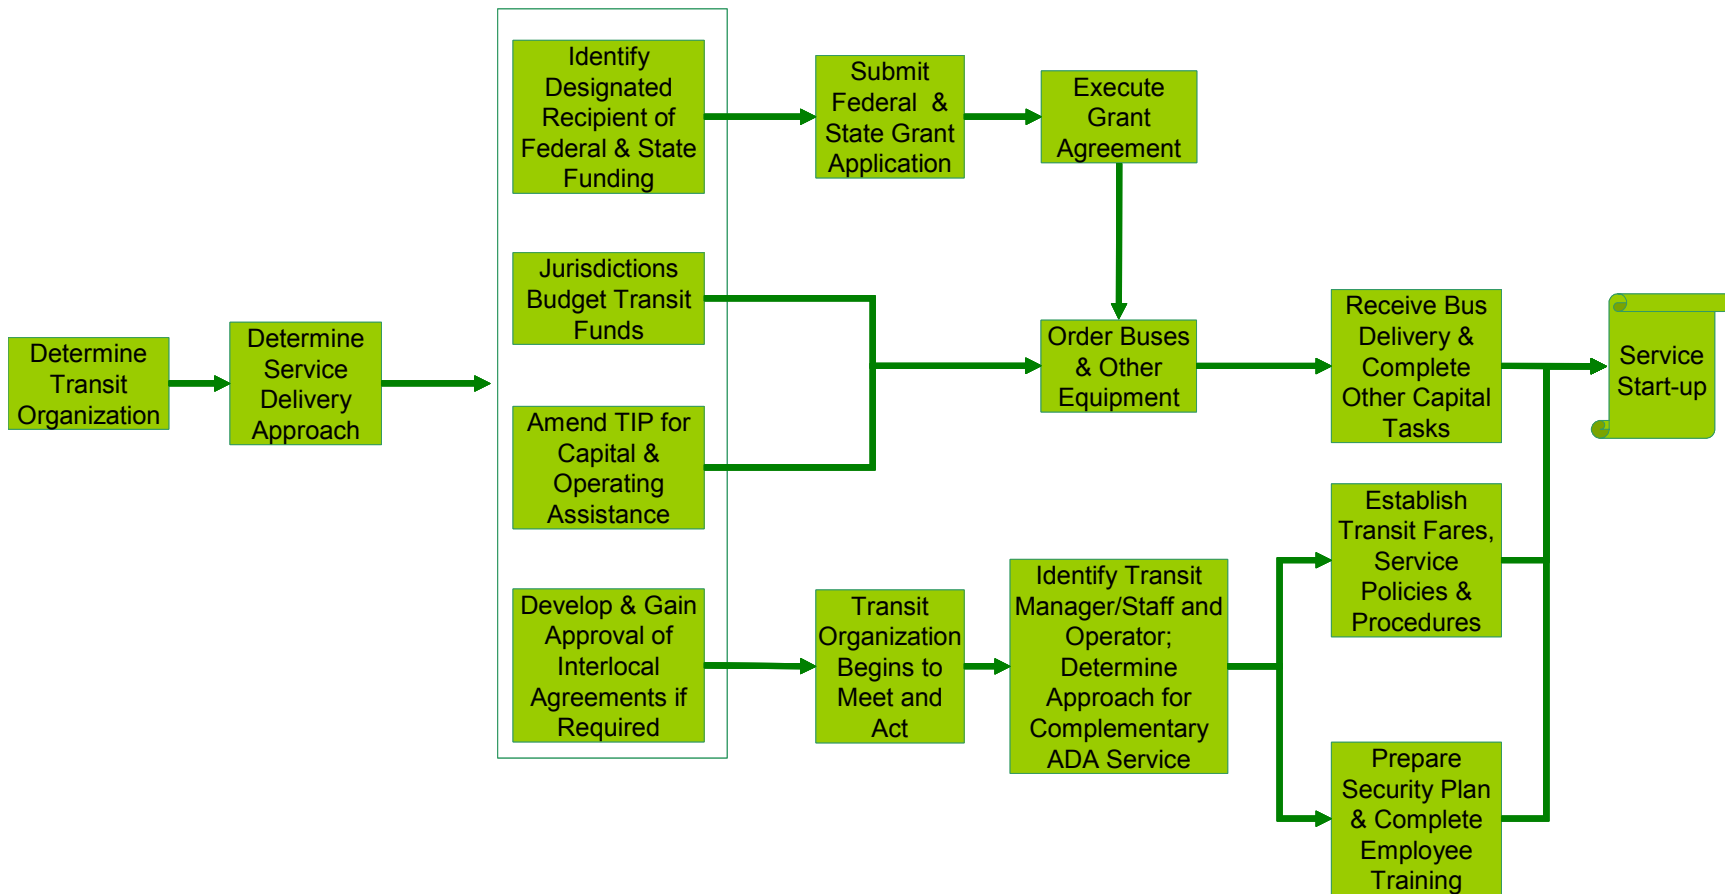 Determine
Transit
Organization
Determine
Service
Delivery
Approach
Identify
Designated
Recipient of
Federal & State
Funding
Jurisdictions
Budget Transit
Funds
Amend TIP for
Capital &
Operating
Assistance
Develop & Gain
Approval of
Interlocal
Agreements if
Required
Submit
Federal & 
State Grant
Application
Execute
Grant
Agreement
Order Buses
& Other
Equipment
Transit
Organization
Begins to
Meet and
Act
Identify Transit
Manager/Staff and
Operator;
Determine
Approach for
Complementary
ADA Service
Receive Bus
Delivery &
Complete
Other Capital
Tasks
Establish
Transit Fares,
Service
Policies &
Procedures
Prepare
Security Plan
& Complete
Employee
Training
Service
Start-up